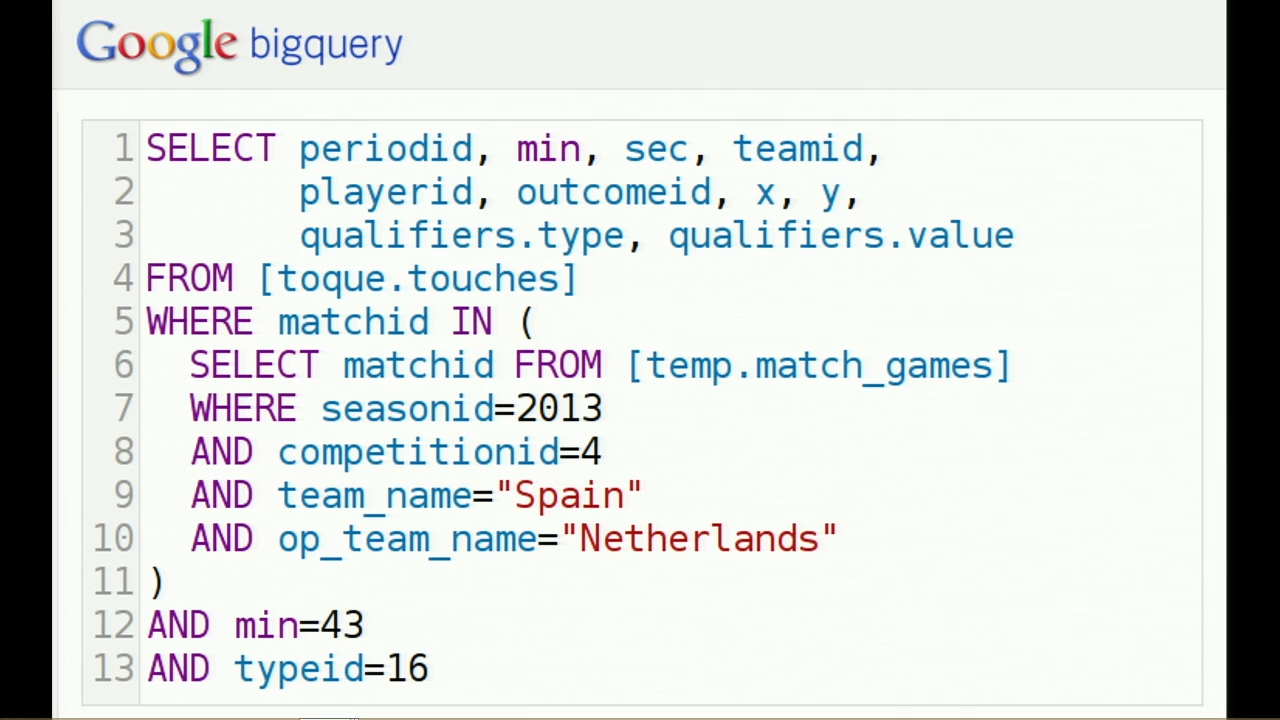 Google bigquery
1 SELECT periodid, min, sec, teamid,
2 playerid, outcomeid, x, y,
3 qualifiers.type, qualifiers.value
4 FROM [toque.touches]
5 WHERE matchid IN (
6 SELECT matchid FROM [temp.match_games]
7 WHERE seasonid=2013
8 AND competitionid=4
9 AND team_name="Spain"
10 AND op_team_name="Netherlands"
11 )
12 AND min=43
13 AND typeid=16